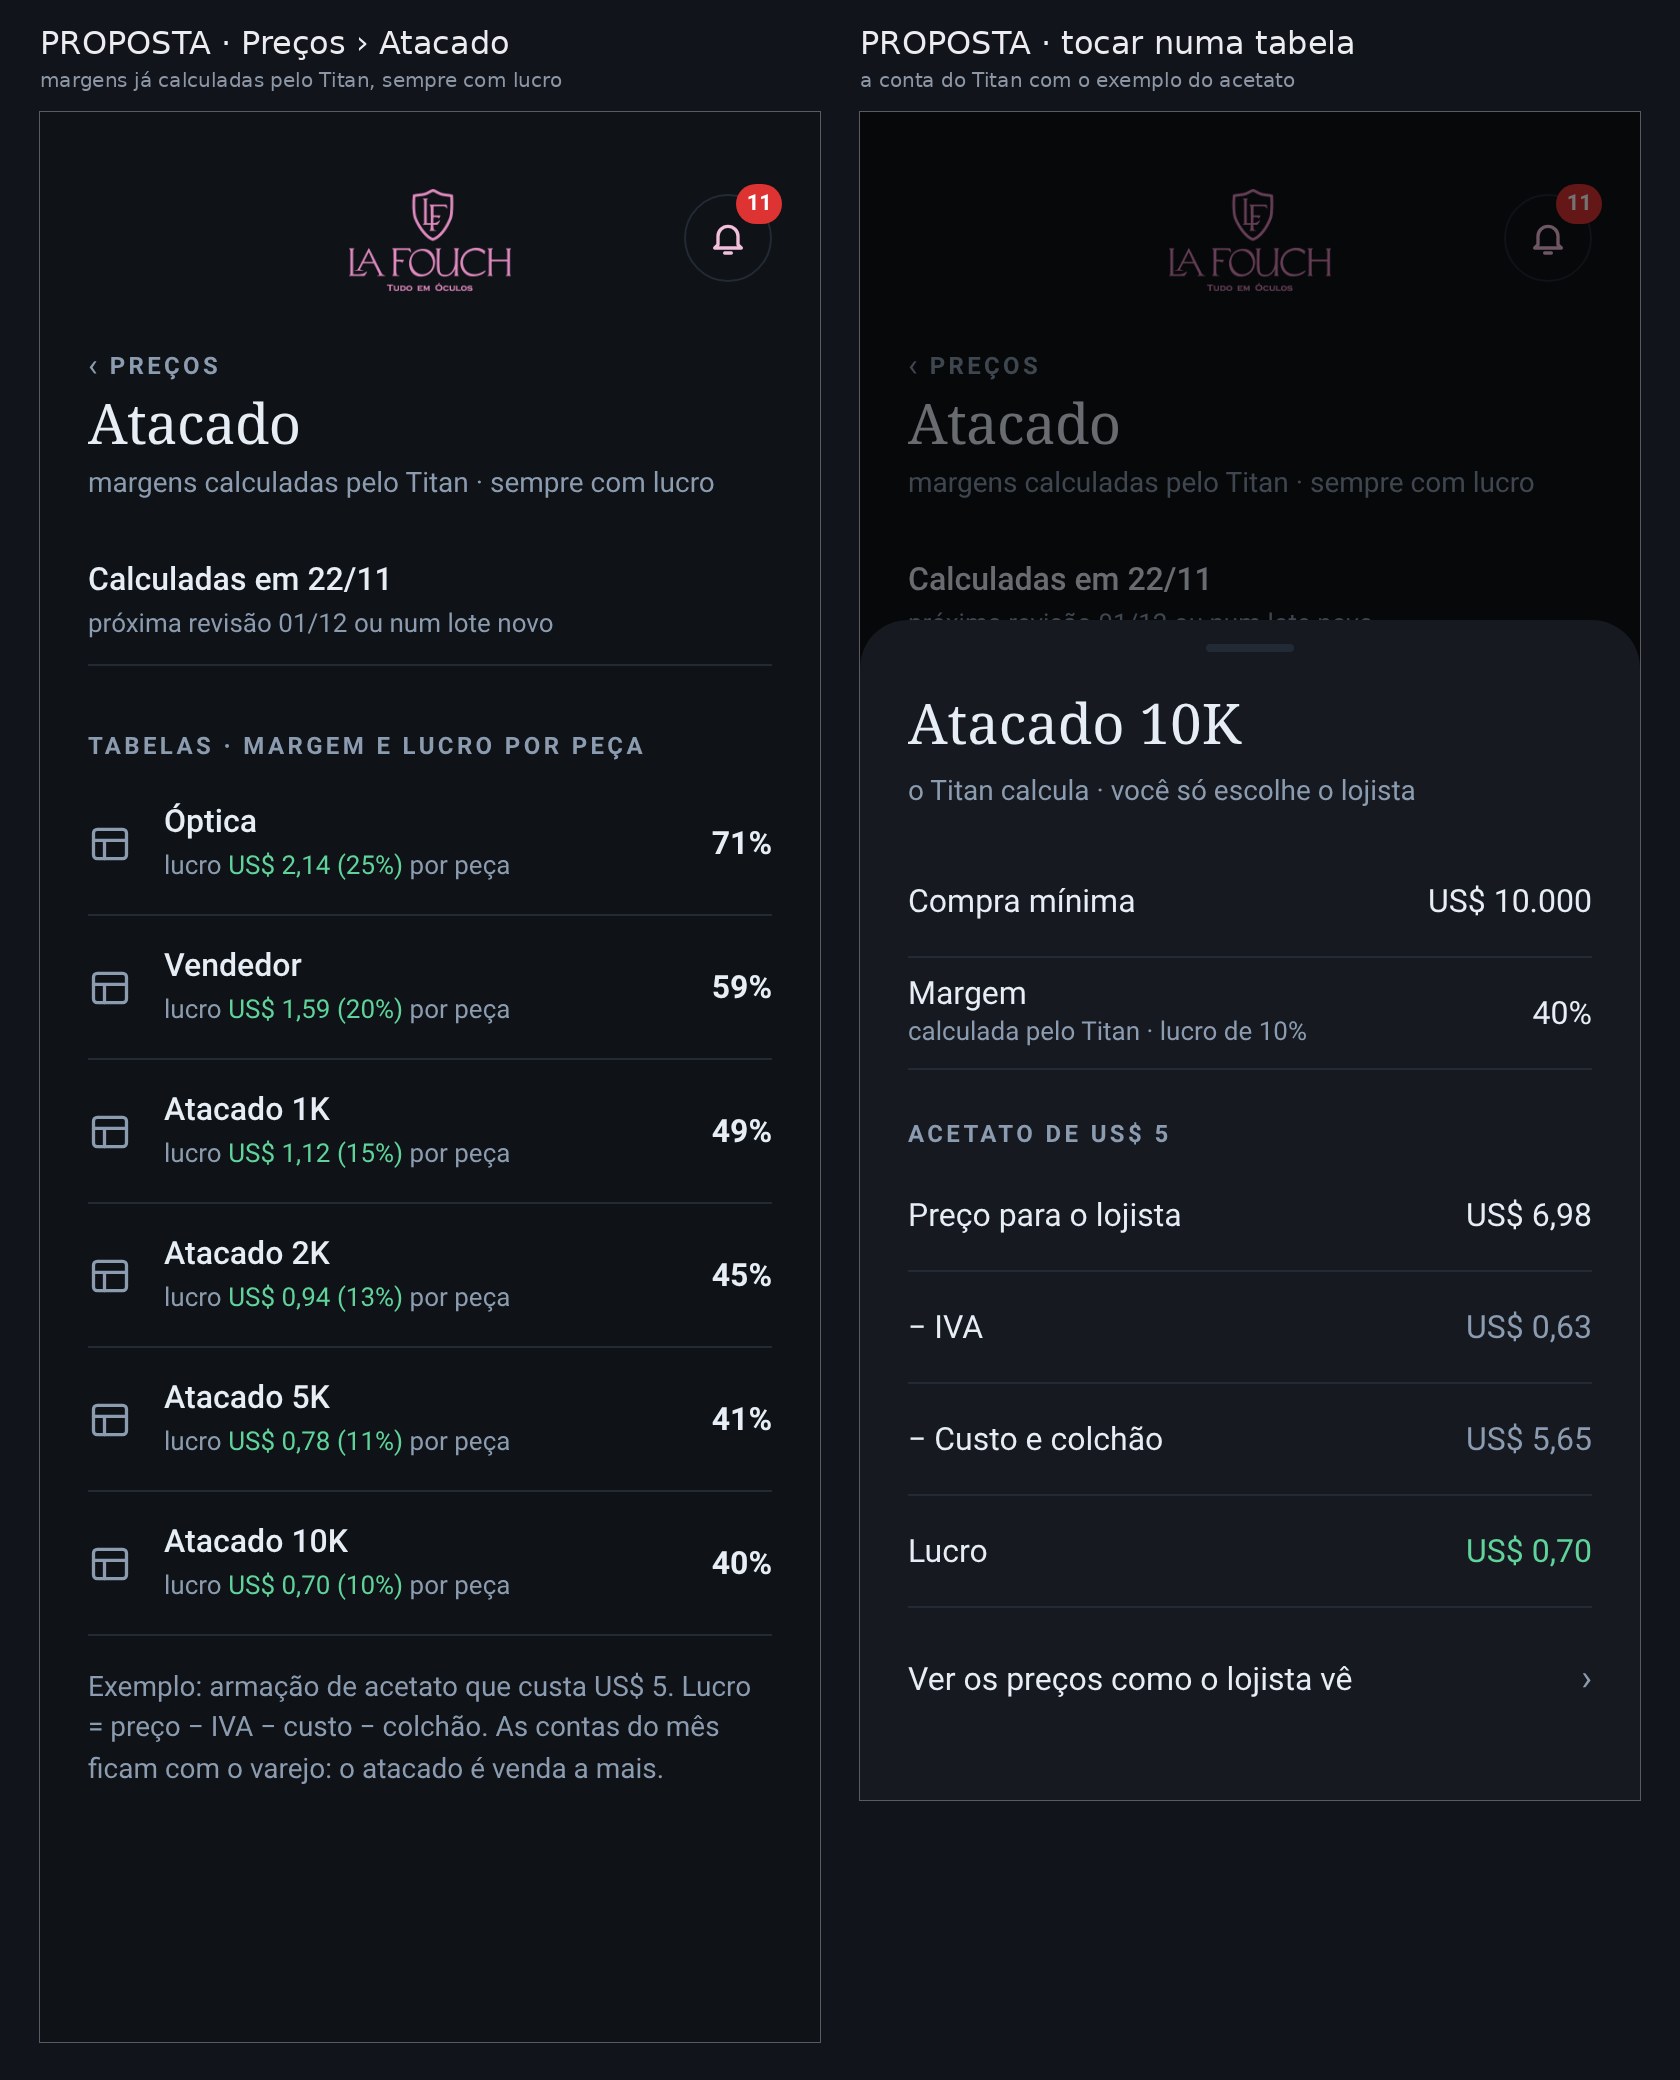 PROPOSTA · Preços › Atacado
margens já calculadas pelo Titan, sempre com lucro
LF
LA FOUCH
TUDO EM ÓCULOS
11
‹ PREÇOS
Atacado
margens calculadas pelo Titan · sempre com lucro
Calculadas em 22/11
próxima revisão 01/12 ou num lote novo
TABELAS · MARGEM E LUCRO POR PEÇA
Óptica
lucro US$ 2,14 (25%) por peça
71%
Vendedor
lucro US$ 1,59 (20%) por peça
59%
Atacado 1K
lucro US$ 1,12 (15%) por peça
49%
Atacado 2K
lucro US$ 0,94 (13%) por peça
45%
Atacado 5K
lucro US$ 0,78 (11%) por peça
41%
Atacado 10K
lucro US$ 0,70 (10%) por peça
40%
Exemplo: armação de acetato que custa US$ 5. Lucro
= preço − IVA − custo − colchão. As contas do mês
ficam com o varejo: o atacado é venda a mais.
PROPOSTA · tocar numa tabela
a conta do Titan com o exemplo do acetato
LF
LA FOUCH
TUDO EM ÓCULOS
11
‹ PREÇOS
Atacado
margens calculadas pelo Titan · sempre com lucro
Calculadas em 22/11
próxima revisão 01/12 ou num lote novo
Atacado 10K
o Titan calcula · você só escolhe o lojista
Compra mínima US$ 10.000
Margem
calculada pelo Titan · lucro de 10%
40%
ACETATO DE US$ 5
Preço para o lojista US$ 6,98
− IVA US$ 0,63
− Custo e colchão US$ 5,65
Lucro US$ 0,70
Ver os preços como o lojista vê ›